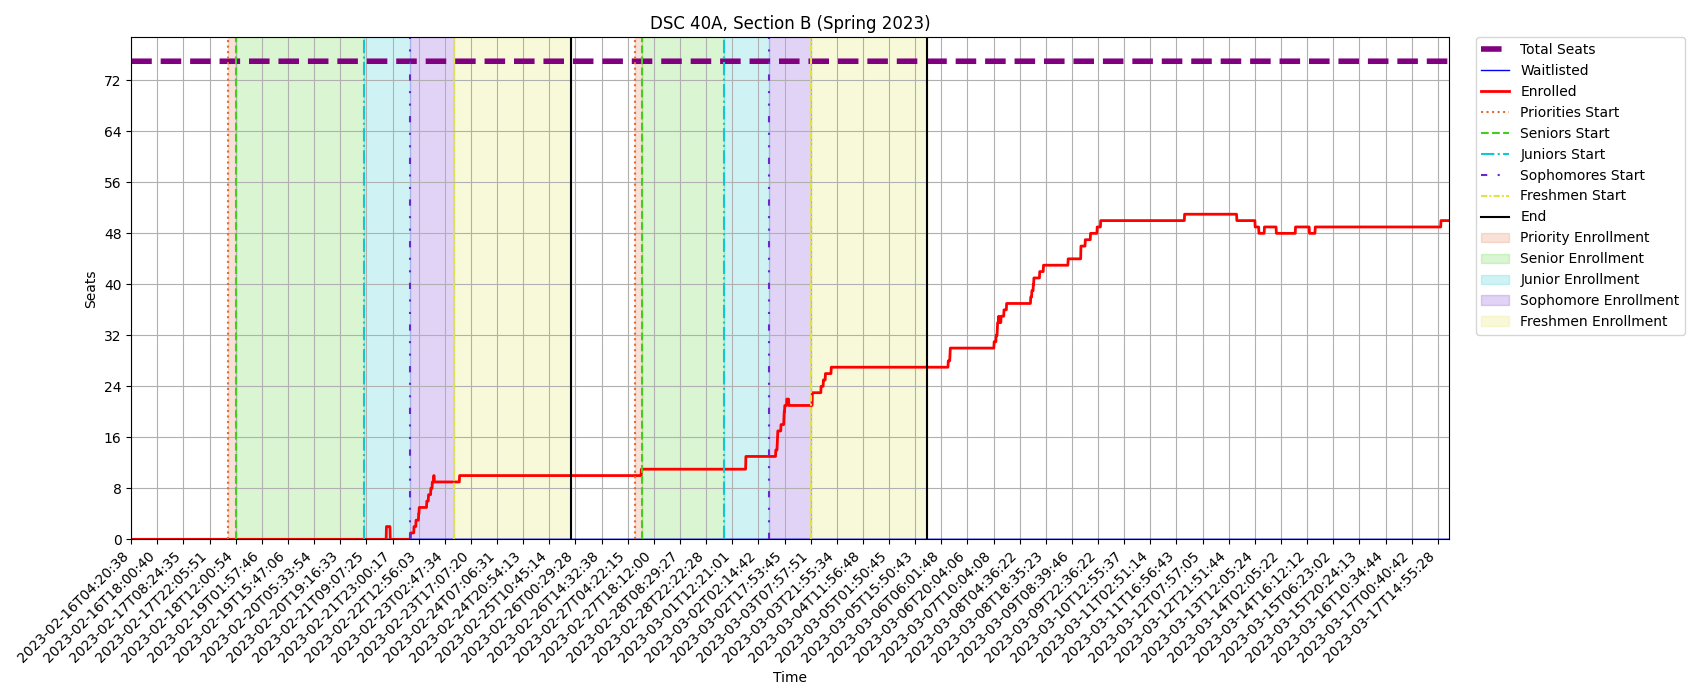 DSC 40A, Section B (Spring 2023)
Total Seats
Waitlisted
Enrolled
Priorities Start
Seniors Start
Juniors Start
Sophomores Start
Freshmen Start
End
Priority Enrollment
Senior Enrollment
Junior Enrollment
Sophomore Enrollment
Freshmen Enrollment
Seats
72
64
56
48
40
32
24
16
8
0
2023-02-16T04:20:38
2023-02-16T18:00:40
2023-02-17T08:24:35
2023-02-17T22:05:51
2023-02-18T12:00:54
2023-02-19T01:57:46
2023-02-19T15:47:06
2023-02-20T05:33:54
2023-02-20T19:16:33
2023-02-21T09:07:25
2023-02-21T23:00:17
2023-02-22T12:56:03
2023-02-23T02:47:34
2023-02-23T17:07:20
2023-02-24T07:06:31
2023-02-24T20:54:13
2023-02-25T10:45:14
2023-02-26T00:29:28
2023-02-26T14:32:38
2023-02-27T04:22:15
2023-02-27T18:12:00
2023-02-28T08:29:27
2023-02-28T22:22:28
2023-03-01T12:21:01
2023-03-02T02:14:42
2023-03-02T17:53:45
2023-03-03T07:57:51
2023-03-03T21:55:34
2023-03-04T11:56:48
2023-03-05T01:50:45
2023-03-05T15:50:43
2023-03-06T06:01:48
2023-03-06T20:04:06
2023-03-07T10:04:08
2023-03-08T04:36:22
2023-03-08T18:35:23
2023-03-09T08:39:46
2023-03-09T22:36:22
2023-03-10T12:55:37
2023-03-11T02:51:14
2023-03-11T16:56:43
2023-03-12T07:57:05
2023-03-12T21:51:44
2023-03-13T12:05:24
2023-03-14T02:05:22
2023-03-14T16:12:12
2023-03-15T06:23:02
2023-03-15T20:24:13
2023-03-16T10:34:44
2023-03-17T00:40:42
2023-03-17T14:55:28
Time